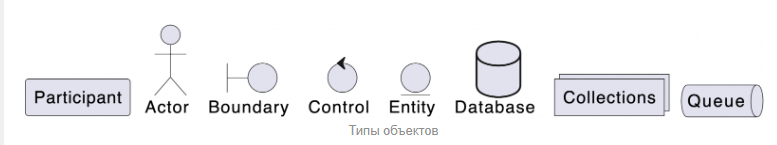 Participant Actor Boundary Control Entity Database Collections Queue
Типы объектов